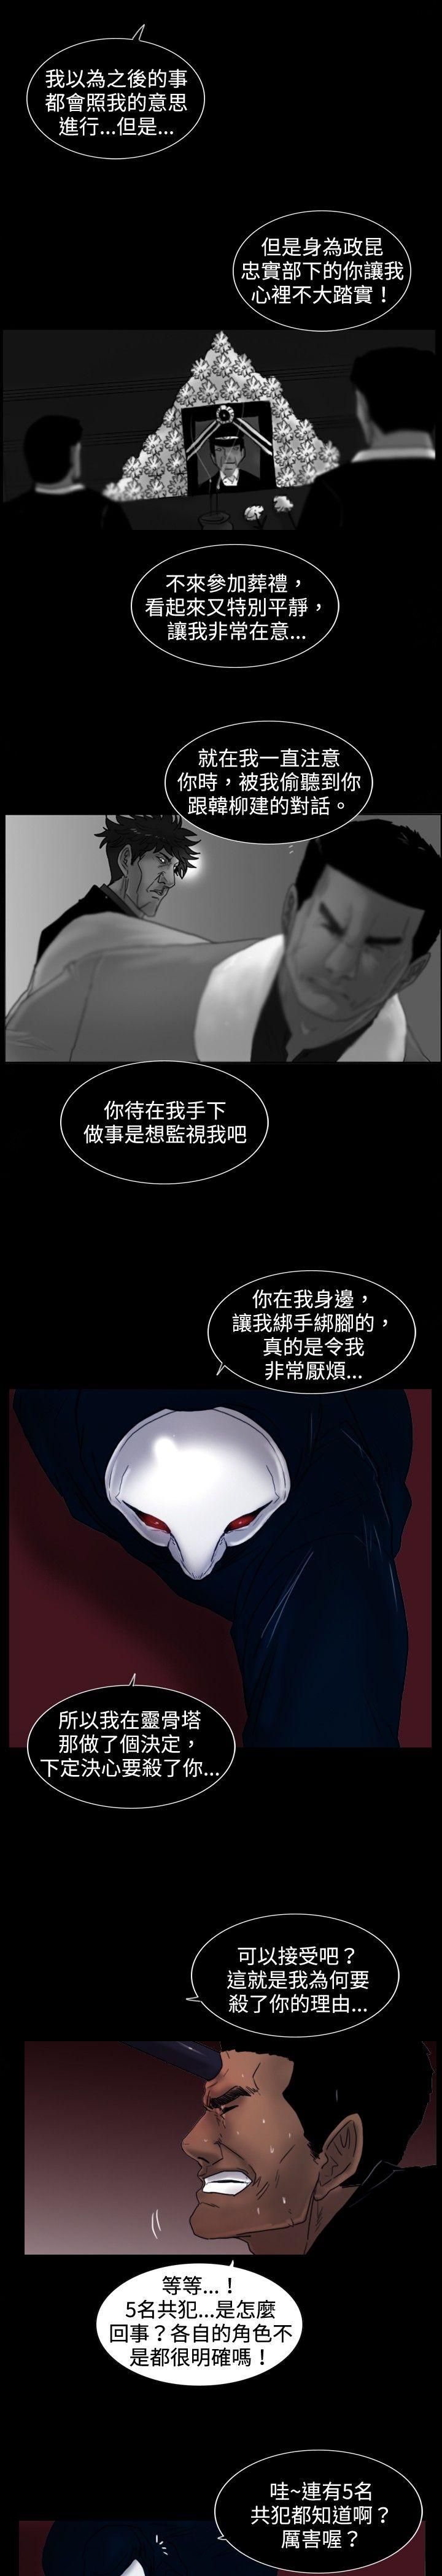 我以為之後的事
都會照我的意思
進行...但是...
但是身為政昆
忠實部下的你讓我
心裡不大踏實！
不來參加葬禮，
看起來又特別平靜，
讓我非常在意...
就在我一直注意
你時，被我偷聽到你
跟韓柳建的對話。
你待在我手下
做事是想監視我吧
你在我身邊，
讓我綁手綁腳的，
真的是令我
非常厭煩...
所以我在靈骨塔
那做了個決定，
下定決心要殺了你...
可以接受吧？
這就是我為何要
殺了你的理由...
等等...！
5名共犯...是怎麼
回事？各自的角色不
是都很明確嗎！
哇~連有5名
共犯都知道啊？
厲害喔？